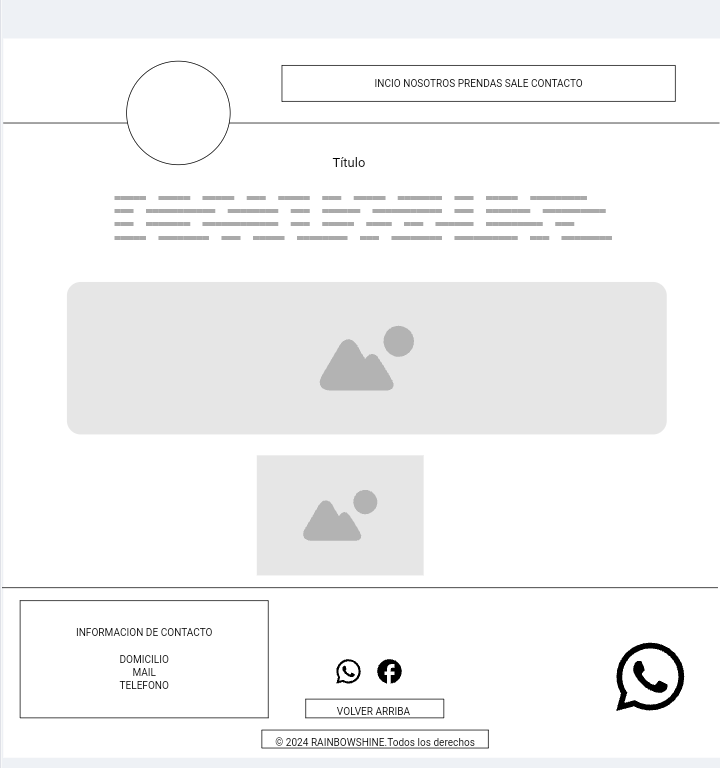 INCIO NOSOTROS PRENDAS SALE CONTACTO
Título
INFORMACION DE CONTACTO
DOMICILIO
MAIL
TELEFONO
VOLVER ARRIBA
© 2024 RAINBOWSHINE.Todos los derechos